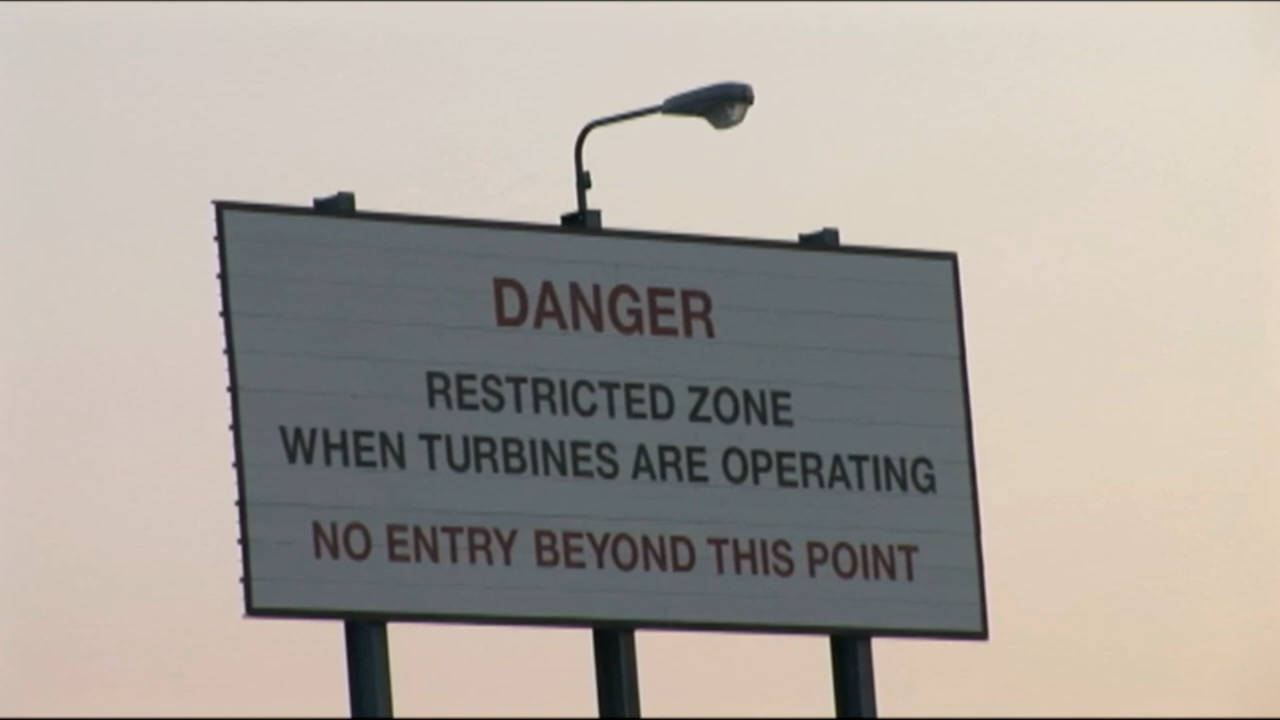 DANGER
RESTRICTED ZONE
WHEN TURBINES ARE OPERATING
NO ENTRY BEYOND THIS POINT